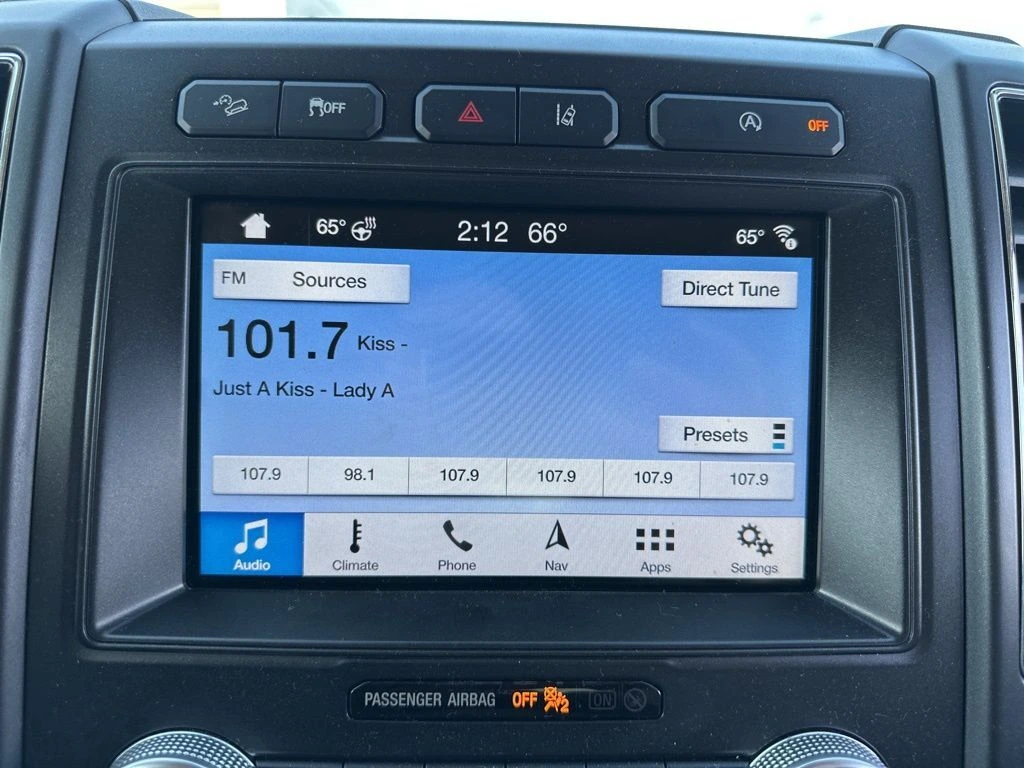 OFF
A OFF
65° 2:12 66° 65°
FM Sources
Direct Tune
101.7 Kiss -
Just A Kiss - Lady A
Presets
107.9 98.1 107.9 107.9 107.9 107.9
Audio Climate Phone Nav Apps Settings
PASSENGER AIRBAG OFF 2 ON